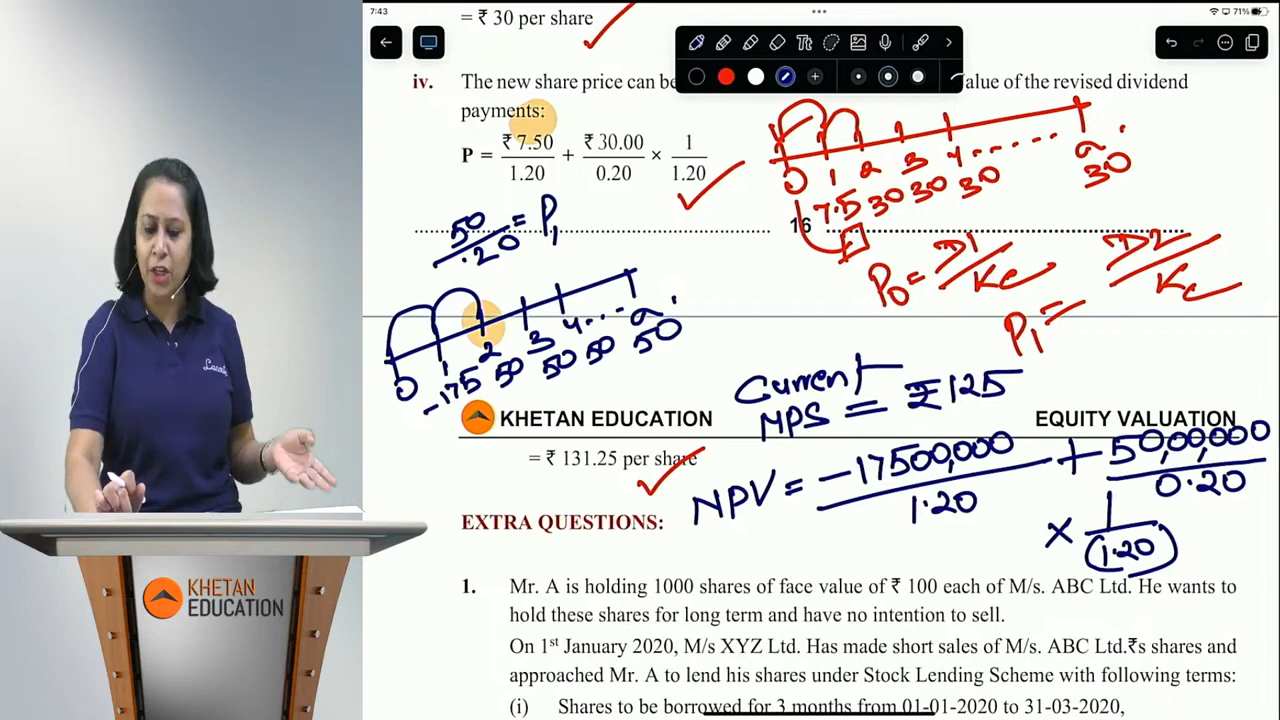 7:43
71%
= ₹ 30 per share
iv. The new share price can be
alue of the revised dividend
payments:
P = ₹ 7.50 / 1.20 + ₹ 30.00 / 0.20 × 1 / 1.20
0 1 2 3 4 ..... α
7.5 30 30 30 30
16
50 / .20 = P1
P0 = D1 / Ke
D2 / Ke
P1 =
0 1 2 3 4 ... α
-175 50 50 50 50
Current
MPS = ₹125
KHETAN EDUCATION
EQUITY VALUATION
= ₹ 131.25 per share
NPV = -17500,000 / 1.20 + 50,00,000 / 0.20
× 1 / (1.20)
EXTRA QUESTIONS:
1. Mr. A is holding 1000 shares of face value of ₹ 100 each of M/s. ABC Ltd. He wants to
hold these shares for long term and have no intention to sell.
On 1st January 2020, M/s XYZ Ltd. Has made short sales of M/s. ABC Ltd.₹s shares and
approached Mr. A to lend his shares under Stock Lending Scheme with following terms:
(i) Shares to be borrowed for 3 months from 01-01-2020 to 31-03-2020,
KHETAN
EDUCATION